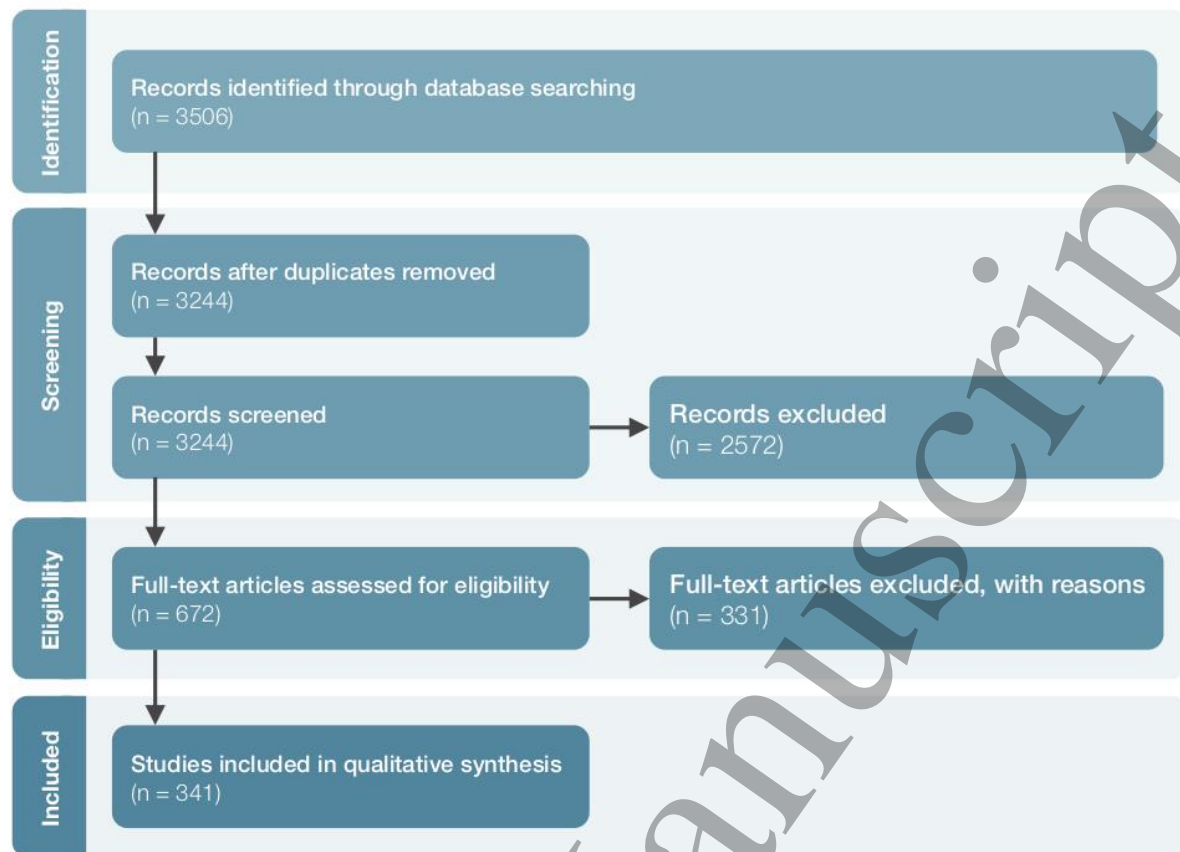 Identification
Records identified through database searching
(n = 3506)
Screening
Records after duplicates removed
(n = 3244)
Records screened
(n = 3244)
Records excluded
(n = 2572)
Eligibility
Full-text articles assessed for eligibility
(n = 672)
Full-text articles excluded, with reasons
(n = 331)
Included
Studies included in qualitative synthesis
(n = 341)
anuscript